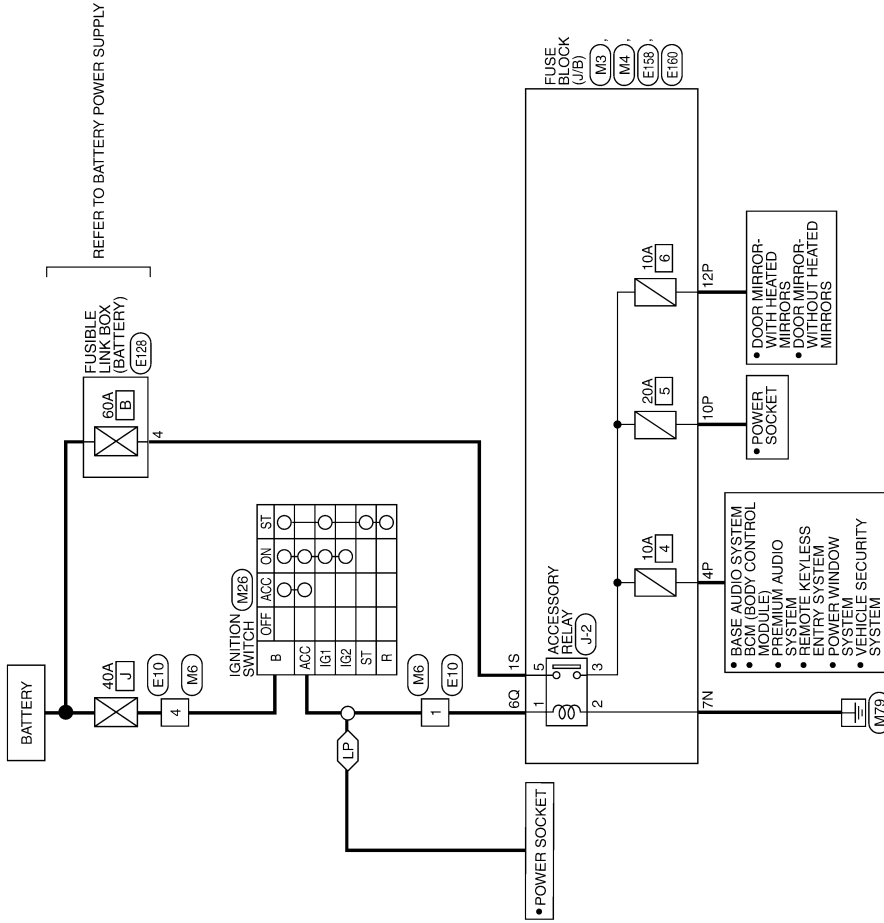 REFER TO BATTERY POWER SUPPLY
BATTERY
FUSIBLE
LINK BOX
(BATTERY)
E128
60A
B
4
40A
J
E10
4
M6
IGNITION
SWITCH
M26
OFF
ACC
ON
ST
B
ACC
IG1
IG2
ST
R
LP
M6
1
E10
• POWER SOCKET
FUSE
BLOCK
(J/B)
M3 ,
M4 ,
E158 ,
E160
6Q
1S
1
5
ACCESSORY
RELAY
J-2
2
3
10A
4
20A
5
10A
6
7N
4P
10P
12P
M79
• BASE AUDIO SYSTEM
• BCM (BODY CONTROL
MODULE)
• PREMIUM AUDIO
SYSTEM
• REMOTE KEYLESS
ENTRY SYSTEM
• POWER WINDOW
SYSTEM
• VEHICLE SECURITY
SYSTEM
• POWER
SOCKET
• DOOR MIRROR-
WITH HEATED
MIRRORS
• DOOR MIRROR-
WITHOUT HEATED
MIRRORS